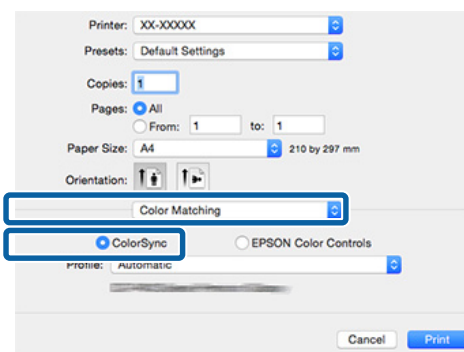 Printer: XX-XXXXX
Presets: Default Settings
Copies: 1
Pages: All
From: 1 to: 1
Paper Size: A4 210 by 297 mm
Orientation:
Color Matching
ColorSync EPSON Color Controls
Profile: Automatic
Cancel Print